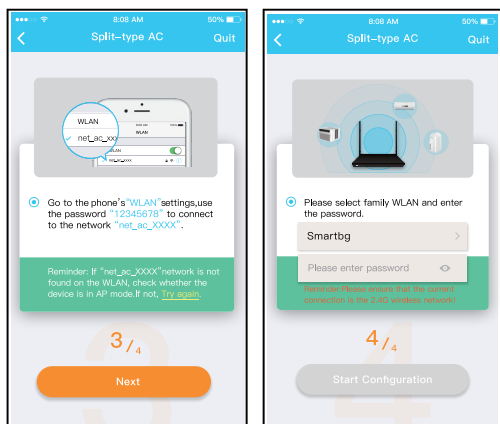 8:08 AM
50%
Split-type AC
Quit
WLAN
net_ac_xxx
WLAN
WLAN
Go to the phone's "WLAN"settings,use
the password "12345678" to connect
to the network "net_ac_XXXX".
Reminder: If "net_ac_XXXX"network is not
found on the WLAN, check whether the
device is in AP mode.If not, Try again.
3/4
Next
8:08 AM
50%
Split-type AC
Quit
Please select family WLAN and enter
the password.
Smartbg
Please enter password
Reminder:Please ensure that the current
connection is the 2.4G wireless network!
4/4
Start Configuration